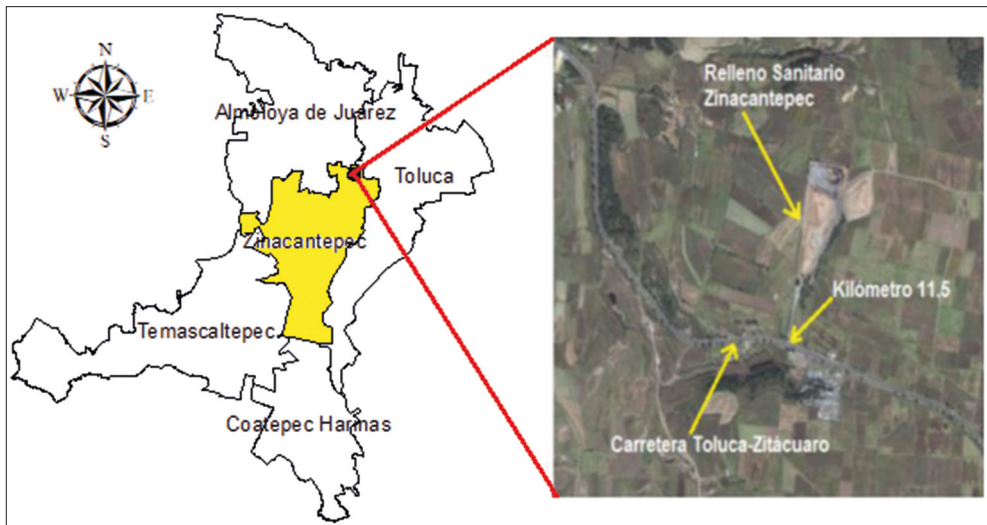 N
W E
S
Almoloya de Juárez
Toluca
Zinacantepec
Temascaltepec
Coatepec Harinas
Relleno Sanitario
Zinacantepec
Kilómetro 11.5
Carretera Toluca-Zitácuaro